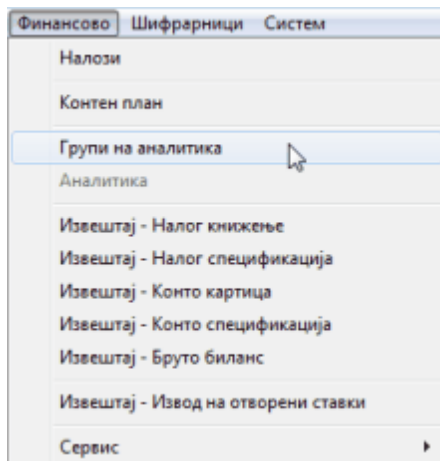 Финансово Шифрарници Систем
Налози
Контен план
Групи на аналитика
Аналитика
Извештај - Налог книжење
Извештај - Налог спецификација
Извештај - Конто картица
Извештај - Конто спецификација
Извештај - Бруто биланс
Извештај - Извод на отворени ставки
Сервис